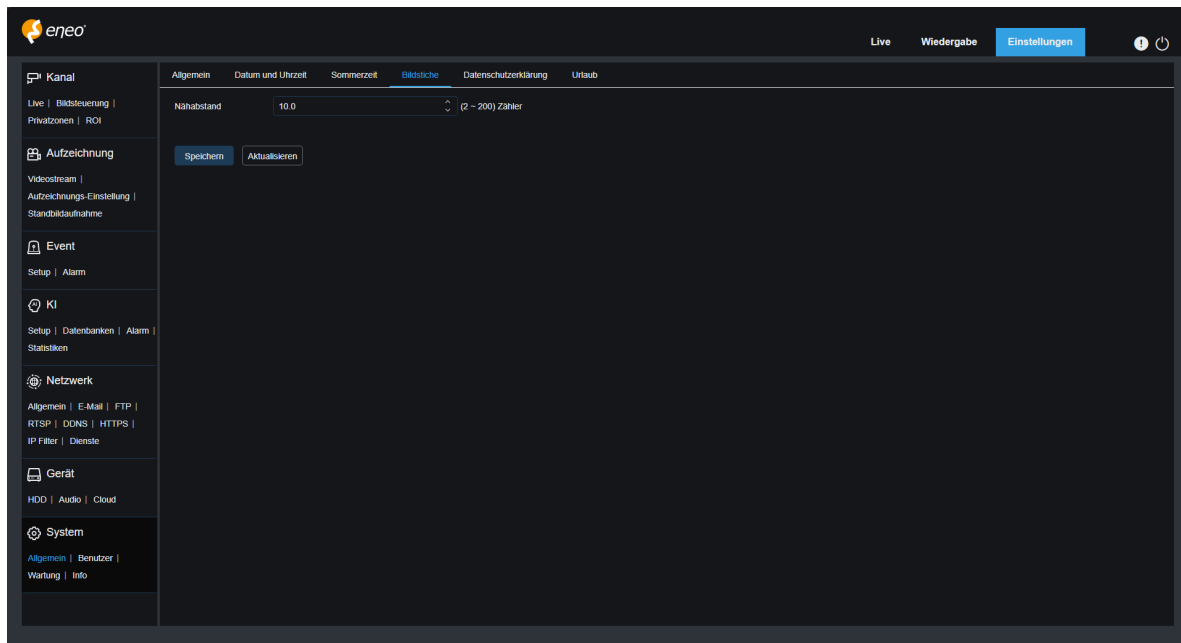 eneo
Live Wiedergabe Einstellungen
Kanal
Live | Bildsteuerung |
Privatzonen | ROI
Aufzeichnung
Videostream |
Aufzeichnungs-Einstellung |
Standbildaufnahme
Event
Setup | Alarm
KI
Setup | Datenbanken | Alarm |
Statistiken
Netzwerk
Allgemein | E-Mail | FTP |
RTSP | DDNS | HTTPS |
IP Filter | Dienste
Gerät
HDD | Audio | Cloud
System
Allgemein | Benutzer |
Wartung | Info
Allgemein Datum und Uhrzeit Sommerzeit Bildstiche Datenschutzerklärung Urlaub
Nähabstand 10.0 (2 ~ 200) Zähler
Speichern Aktualisieren